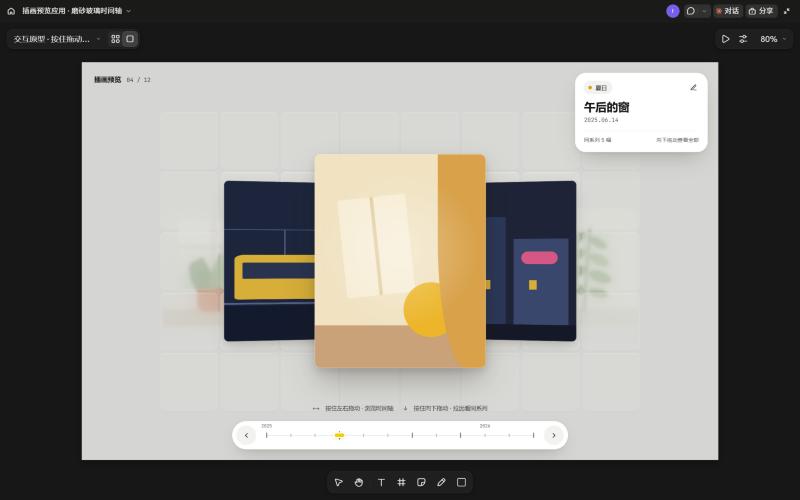 插画预览应用 · 磨砂玻璃时间轴
对话
分享
交互原型 · 按住拖动...
80%
插画预览 04 / 12
夏日
午后的窗
2025.06.14
同系列 5 幅
向下拖动查看全部
↔ 按住左右拖动 · 浏览时间轴 ↓ 按住向下拖动 · 拉出看同系列
2025
2026